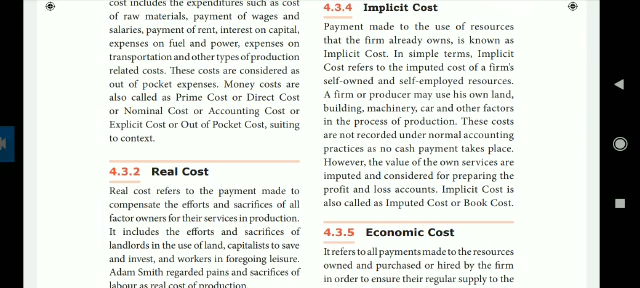 cost includes the expenditures such as cost
of raw materials, payment of wages and
salaries, payment of rent, interest on capital,
expenses on fuel and power, expenses on
transportation and other types of production
related costs. These costs are considered as
out of pocket expenses. Money costs are
also called as Prime Cost or Direct Cost
or Nominal Cost or Accounting Cost or
Explicit Cost or Out of Pocket Cost, suiting
to context.
4.3.2 Real Cost
Real cost refers to the payment made to
compensate the efforts and sacrifices of all
factor owners for their services in production.
It includes the efforts and sacrifices of
landlords in the use of land, capitalists to save
and invest, and workers in foregoing leisure.
Adam Smith regarded pains and sacrifices of
labour as real cost of production.
4.3.4 Implicit Cost
Payment made to the use of resources
that the firm already owns, is known as
Implicit Cost. In simple terms, Implicit
Cost refers to the imputed cost of a firm's
self-owned and self-employed resources.
A firm or producer may use his own land,
building, machinery, car and other factors
in the process of production. These costs
are not recorded under normal accounting
practices as no cash payment takes place.
However, the value of the own services are
imputed and considered for preparing the
profit and loss accounts. Implicit Cost is
also called as Imputed Cost or Book Cost.
4.3.5 Economic Cost
It refers to all payments made to the resources
owned and purchased or hired by the firm
in order to ensure their regular supply to the